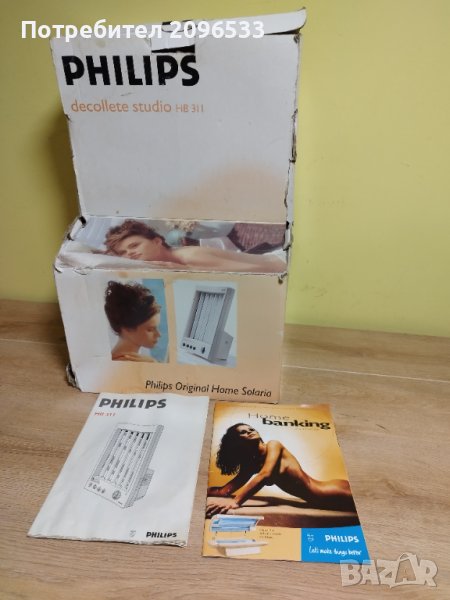 Потребител 2096533
PHILIPS
decollete studio HB 311
Philips Original Home Solaria
PHILIPS
HB 311
PHILIPS
Home
banking
PHILIPS
Let's make things better
BAZAR